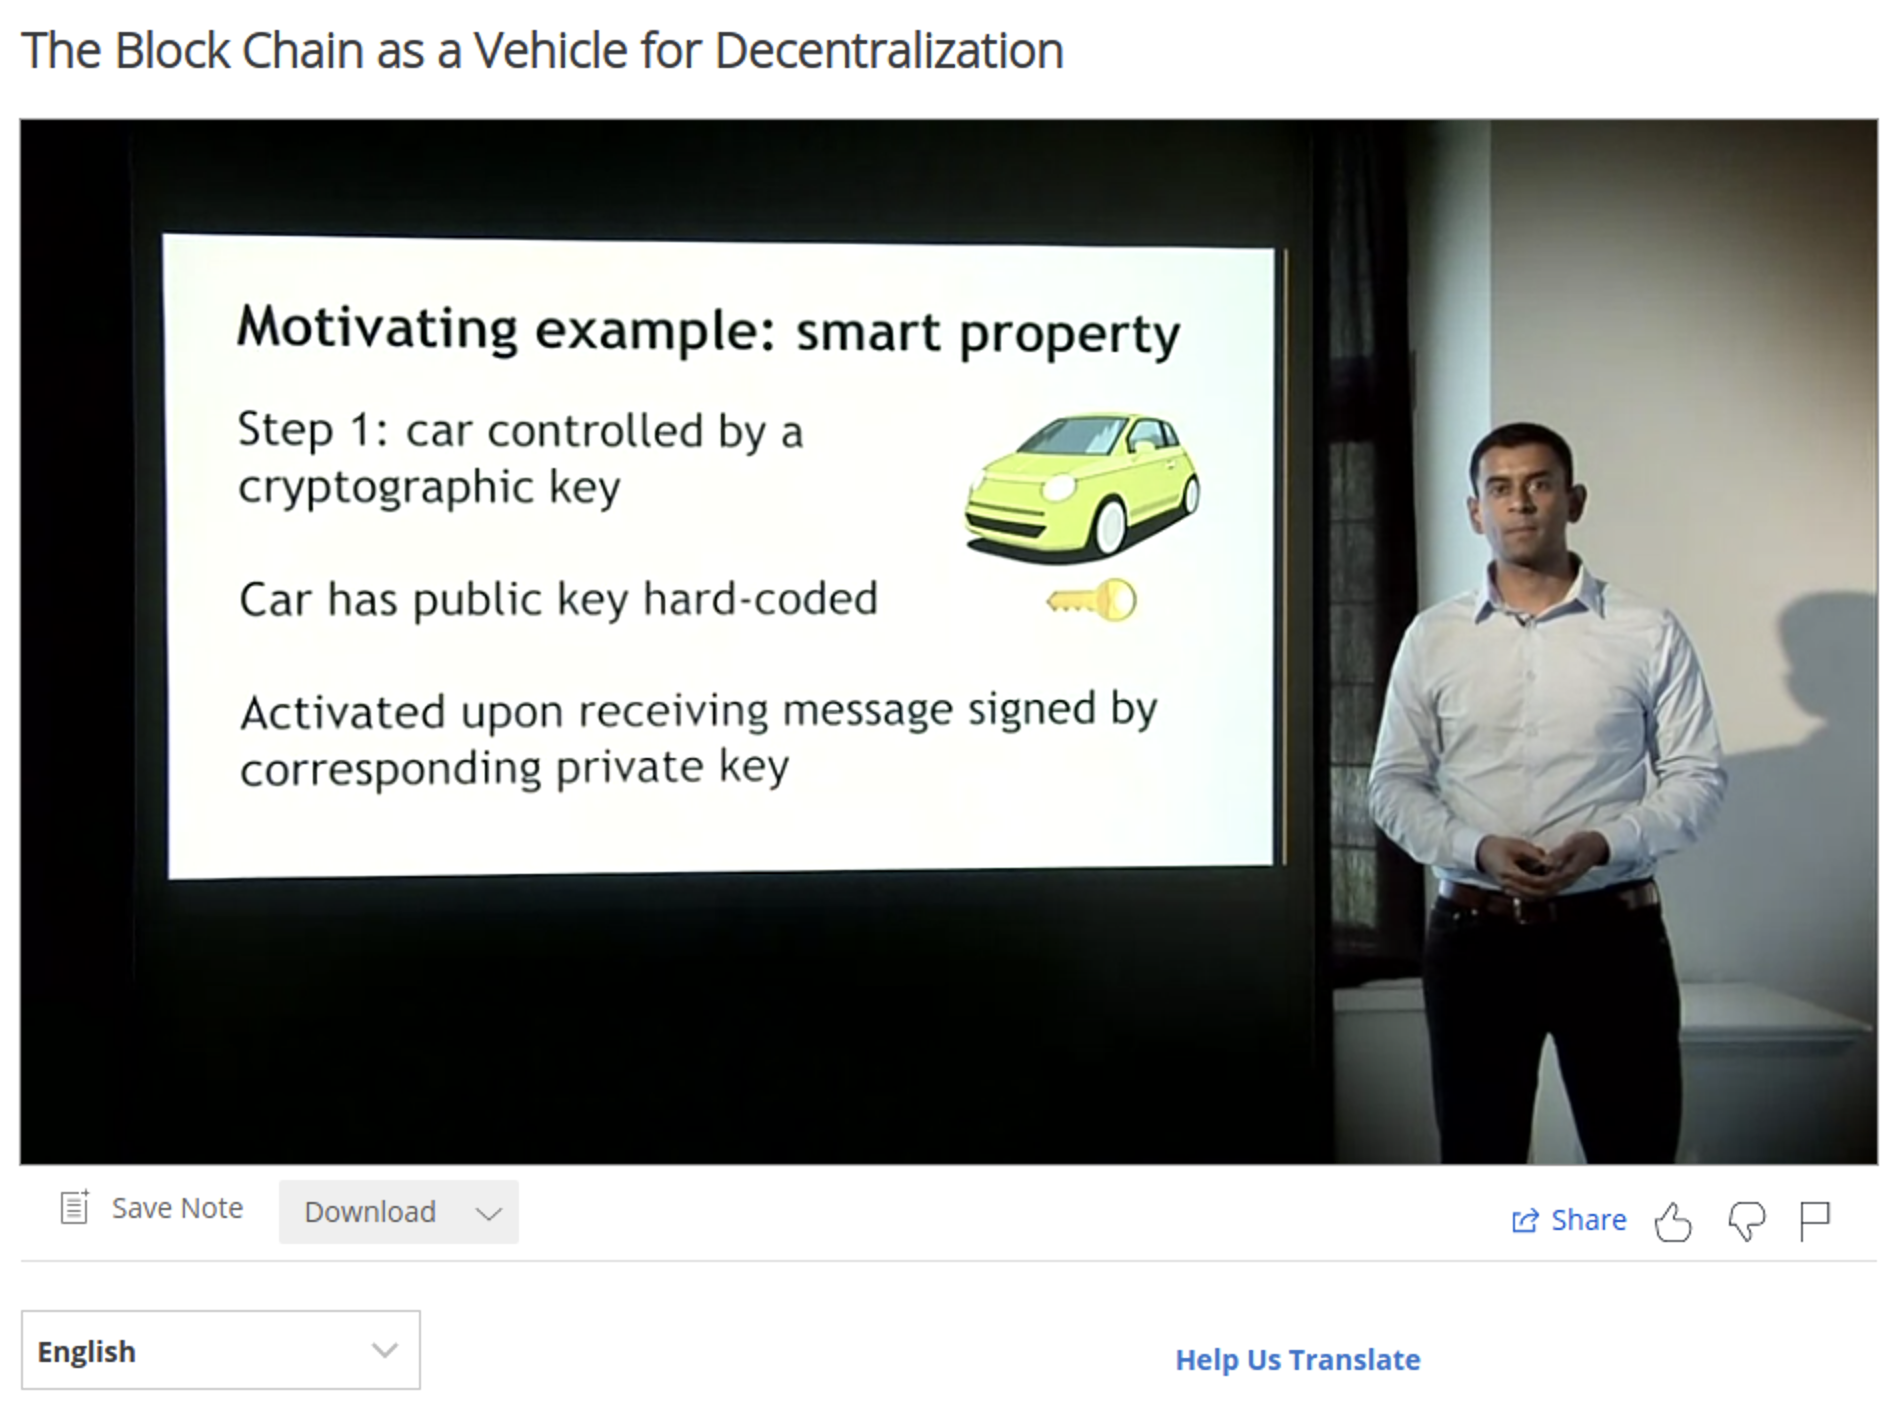 The Block Chain as a Vehicle for Decentralization
Motivating example: smart property
Step 1: car controlled by a
cryptographic key
Car has public key hard-coded
Activated upon receiving message signed by
corresponding private key
Save Note
Download
Share
English
Help Us Translate